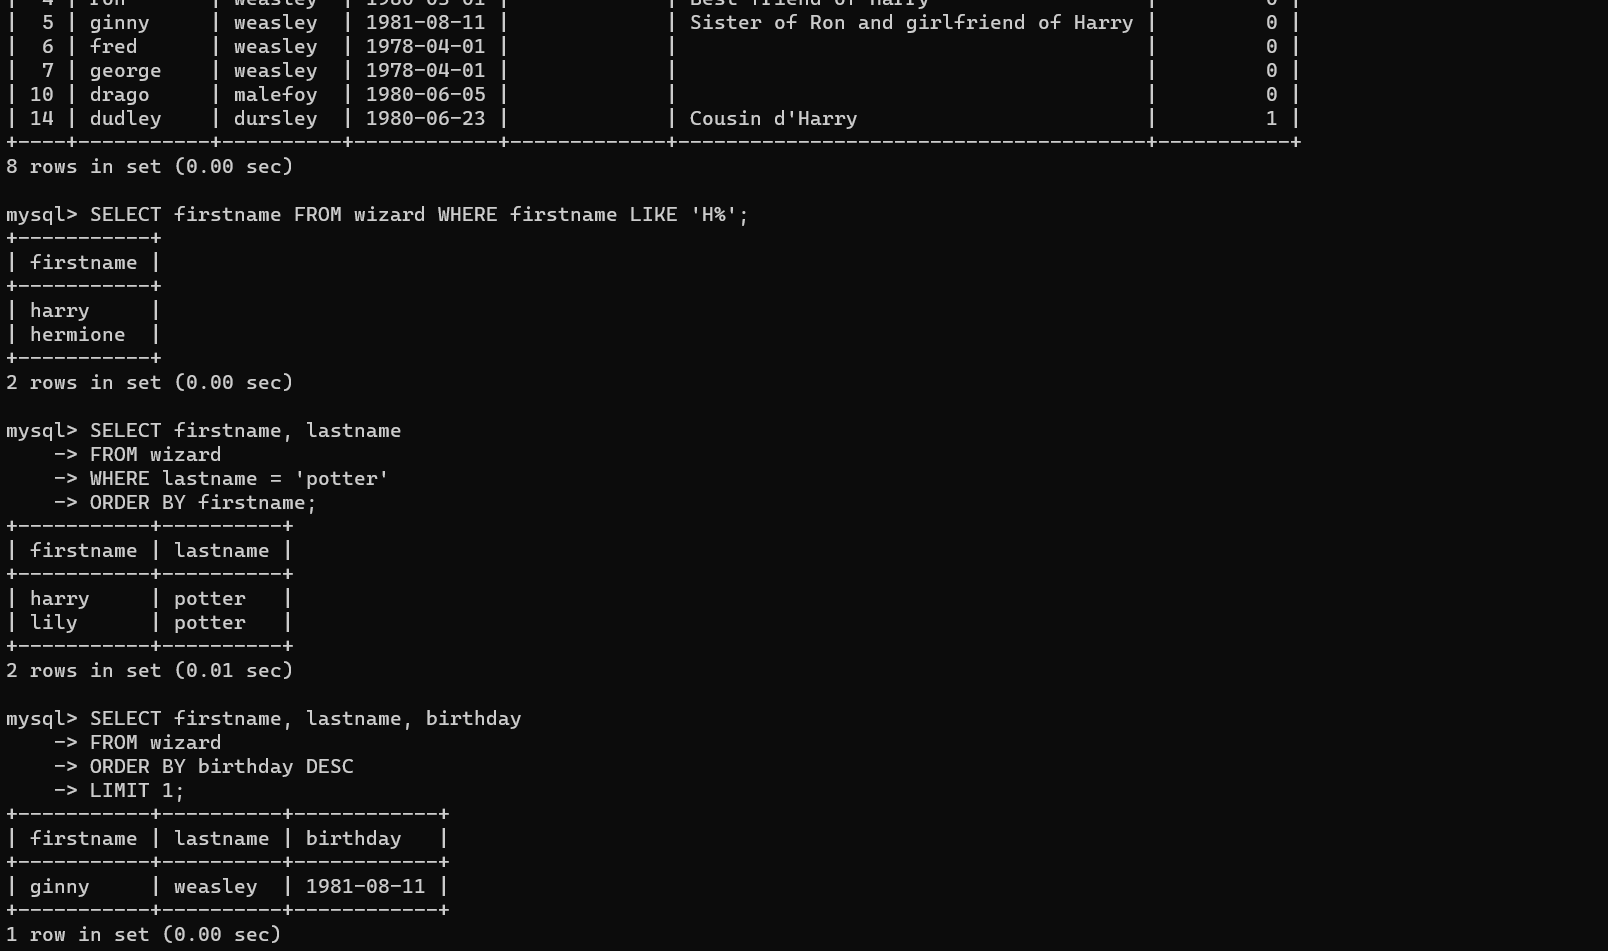 |  4 | ron       | weasley  | 1980-03-01 |             | Best friend of Harry                  |         0 |
|  5 | ginny     | weasley  | 1981-08-11 |             | Sister of Ron and girlfriend of Harry |         0 |
|  6 | fred      | weasley  | 1978-04-01 |             |                                       |         0 |
|  7 | george    | weasley  | 1978-04-01 |             |                                       |         0 |
| 10 | drago     | malefoy  | 1980-06-05 |             |                                       |         0 |
| 14 | dudley    | dursley  | 1980-06-23 |             | Cousin d'Harry                        |         1 |
+----+-----------+----------+------------+-------------+---------------------------------------+-----------+
8 rows in set (0.00 sec)
mysql> SELECT firstname FROM wizard WHERE firstname LIKE 'H%';
+-----------+
| firstname |
+-----------+
| harry     |
| hermione  |
+-----------+
2 rows in set (0.00 sec)
mysql> SELECT firstname, lastname
    -> FROM wizard
    -> WHERE lastname = 'potter'
    -> ORDER BY firstname;
+-----------+----------+
| firstname | lastname |
+-----------+----------+
| harry     | potter   |
| lily      | potter   |
+-----------+----------+
2 rows in set (0.01 sec)
mysql> SELECT firstname, lastname, birthday
    -> FROM wizard
    -> ORDER BY birthday DESC
    -> LIMIT 1;
+-----------+----------+------------+
| firstname | lastname | birthday   |
+-----------+----------+------------+
| ginny     | weasley  | 1981-08-11 |
+-----------+----------+------------+
1 row in set (0.00 sec)